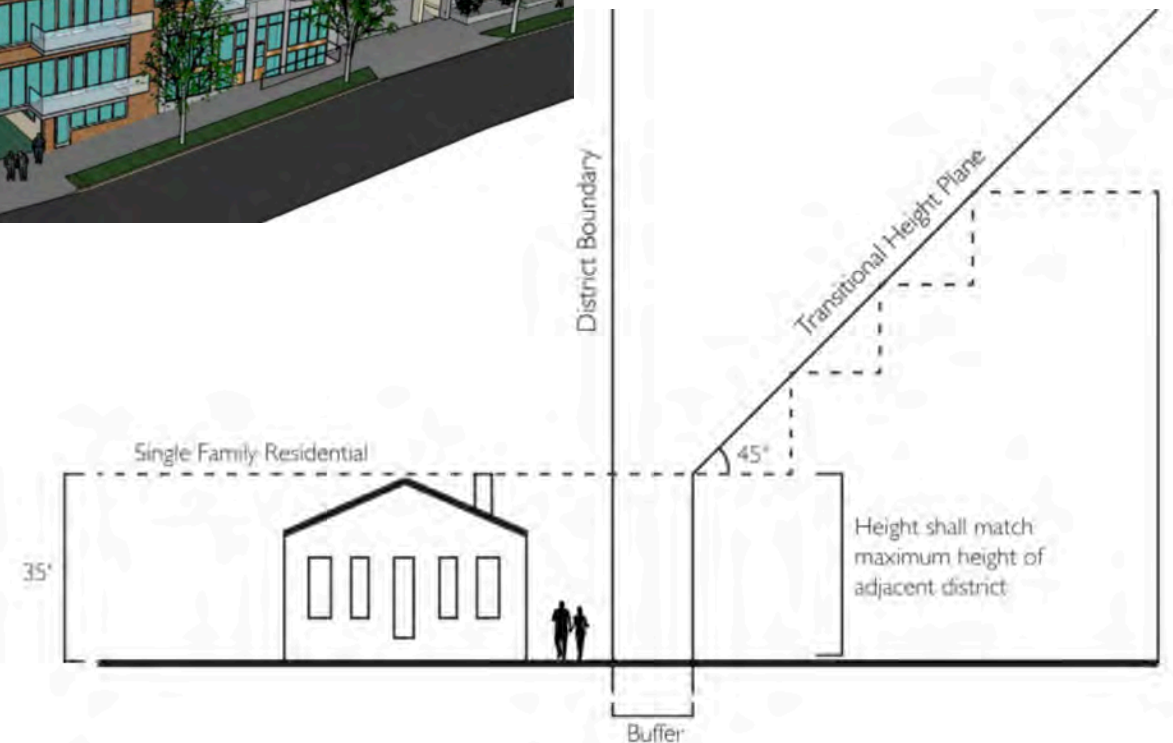 District Boundary
Transitional Height Plane
Single Family Residential
45°
35'
Height shall match
maximum height of
adjacent district
Buffer